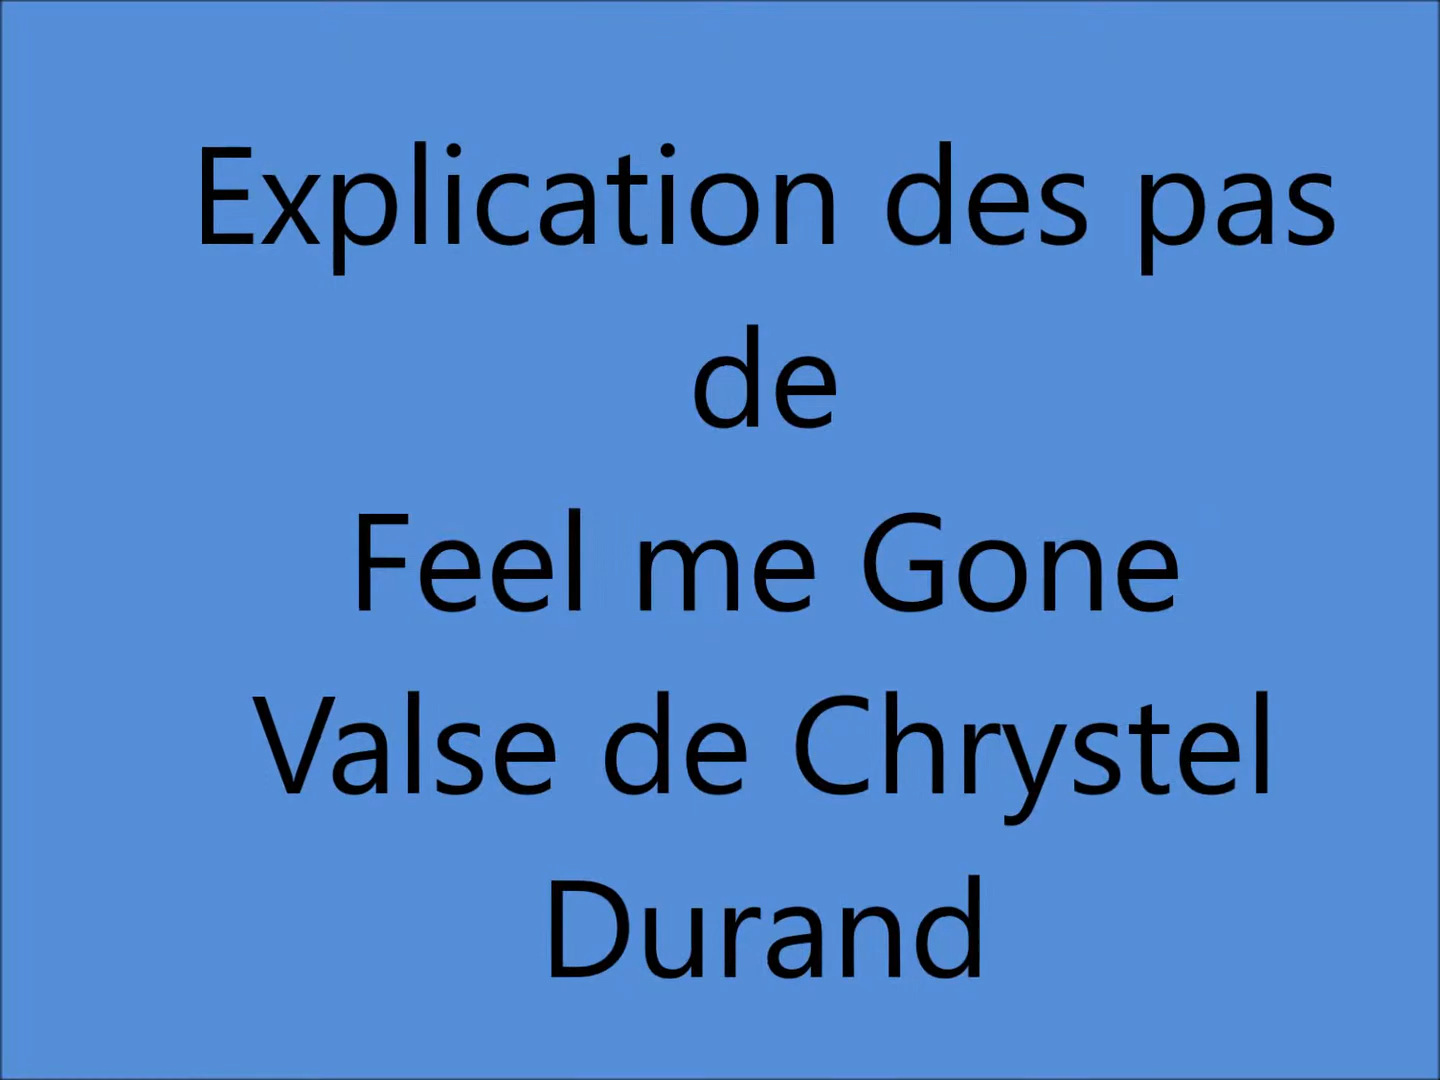 Explication des pas
de
Feel me Gone
Valse de Chrystel
Durand